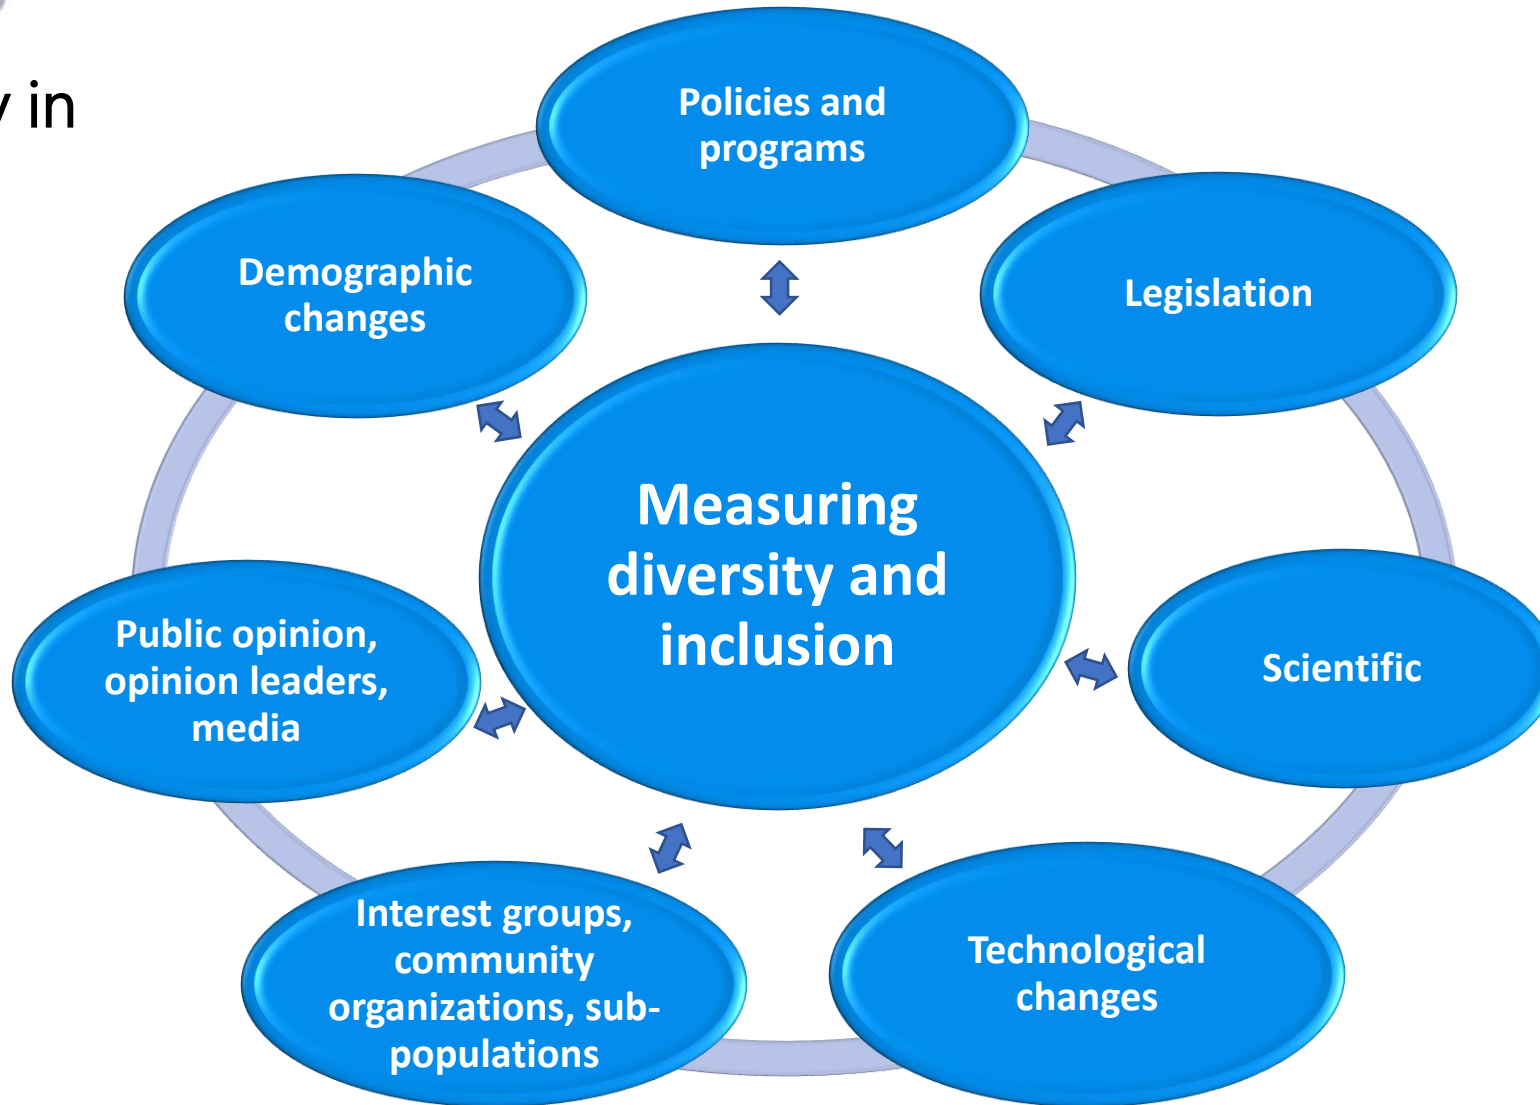 y in
Policies and
programs
Demographic
changes
Legislation
Measuring
diversity and
inclusion
Public opinion,
opinion leaders,
media
Scientific
Interest groups,
community
organizations, sub-
populations
Technological
changes